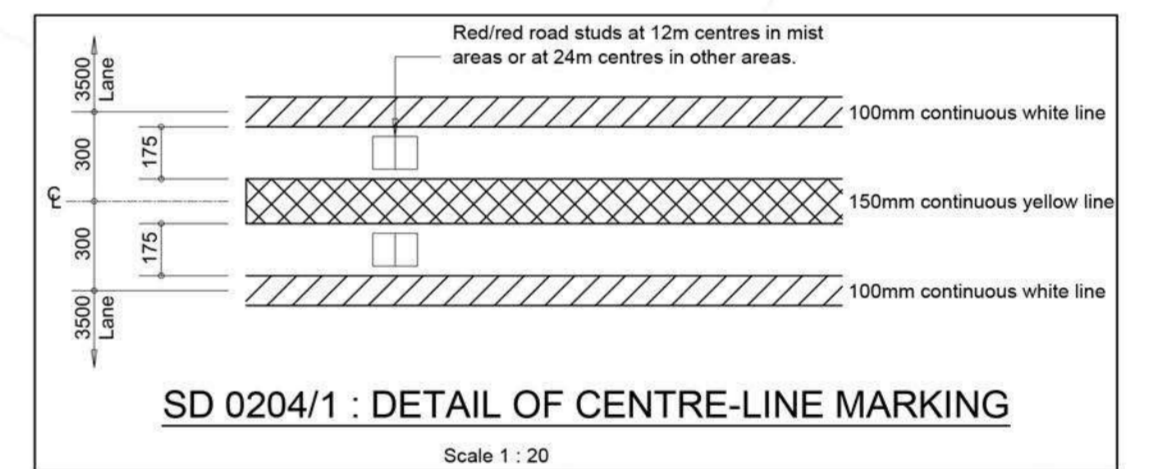 Red/red road studs at 12m centres in mist
areas or at 24m centres in other areas.
3500
Lane
100mm continuous white line
300
175
℄
150mm continuous yellow line
300
175
3500
Lane
100mm continuous white line
SD 0204/1 : DETAIL OF CENTRE-LINE MARKING
Scale 1 : 20